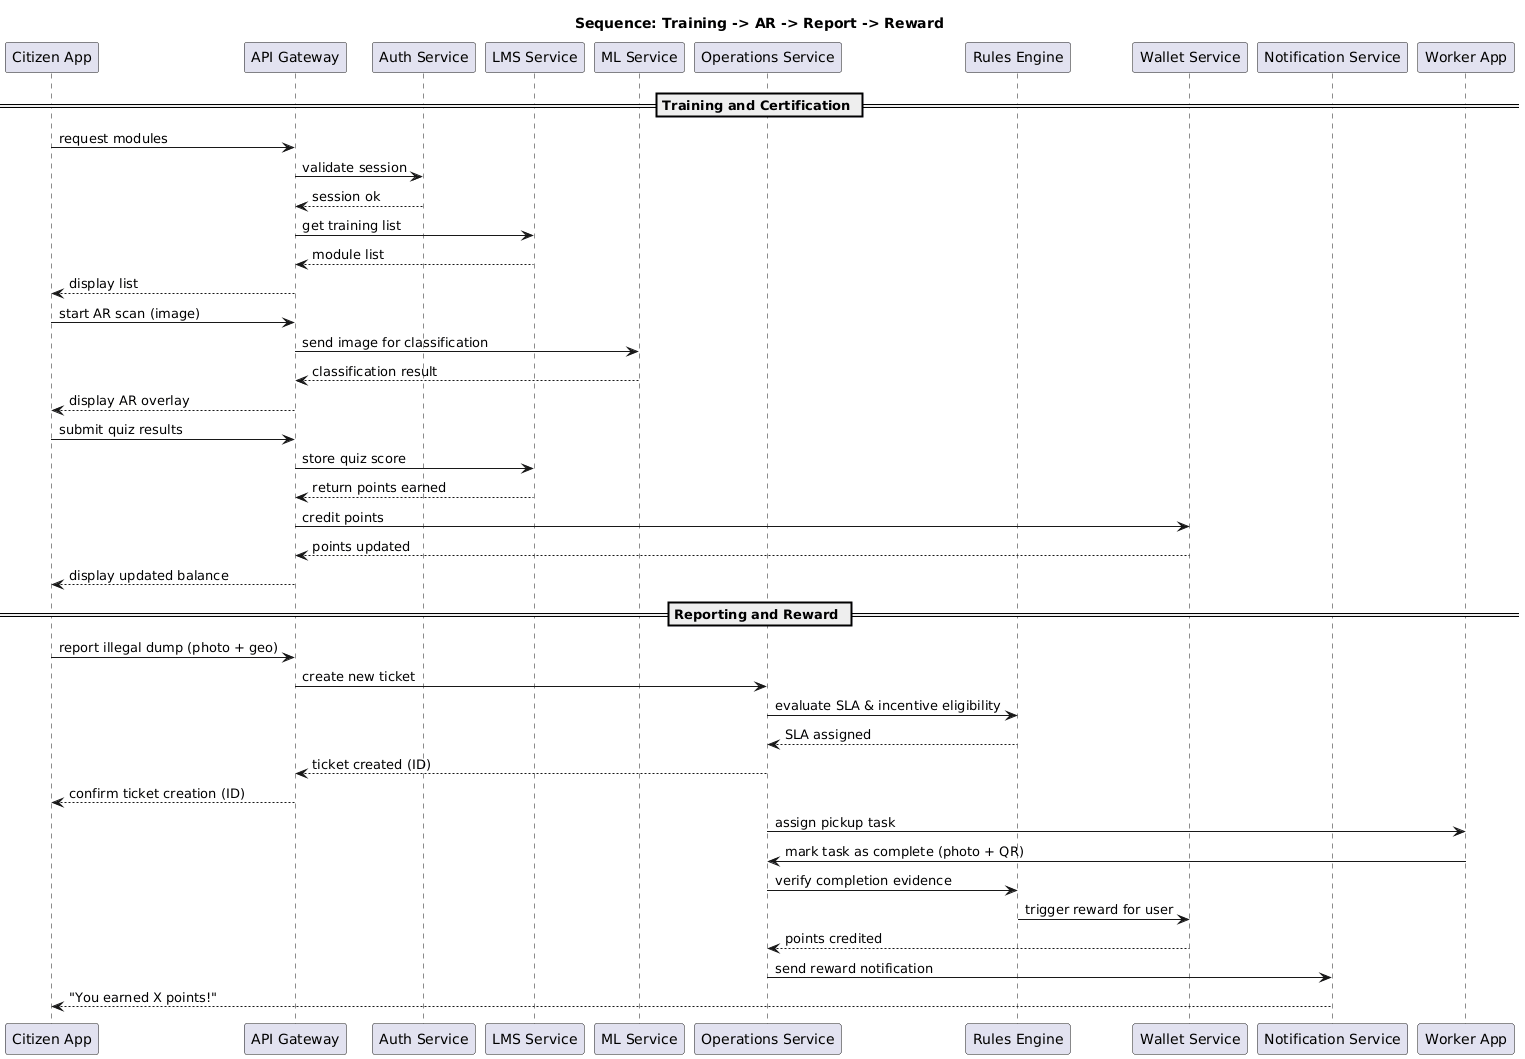 Sequence: Training -> AR -> Report -> Reward
Citizen App
API Gateway
Auth Service
LMS Service
ML Service
Operations Service
Rules Engine
Wallet Service
Notification Service
Worker App
Training and Certification
request modules
validate session
session ok
get training list
module list
display list
start AR scan (image)
send image for classification
classification result
display AR overlay
submit quiz results
store quiz score
return points earned
credit points
points updated
display updated balance
Reporting and Reward
report illegal dump (photo + geo)
create new ticket
evaluate SLA & incentive eligibility
SLA assigned
ticket created (ID)
confirm ticket creation (ID)
assign pickup task
mark task as complete (photo + QR)
verify completion evidence
trigger reward for user
points credited
send reward notification
"You earned X points!"
Citizen App
API Gateway
Auth Service
LMS Service
ML Service
Operations Service
Rules Engine
Wallet Service
Notification Service
Worker App